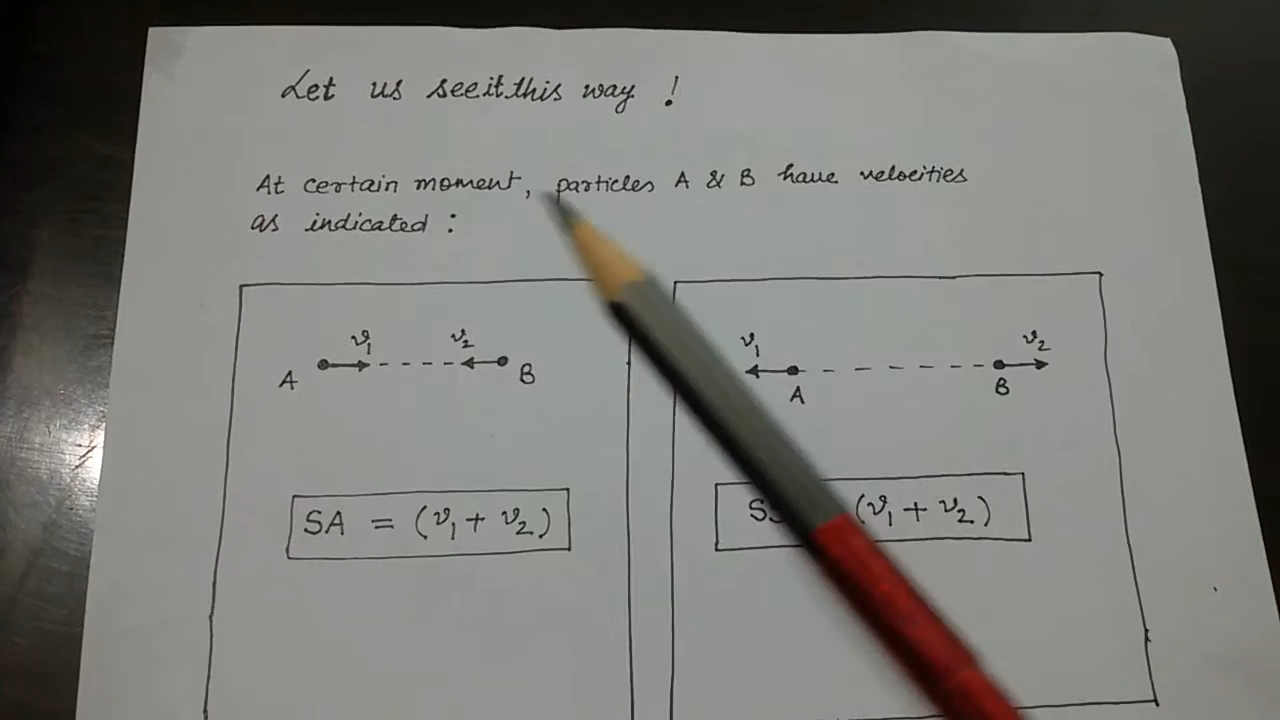 Let us see it this way !
At certain moment, particles A & B have velocities
as indicated :
v₁ v₂
A B
SA = (v₁ + v₂)
v₁ v₂
A B
(v₁ + v₂)